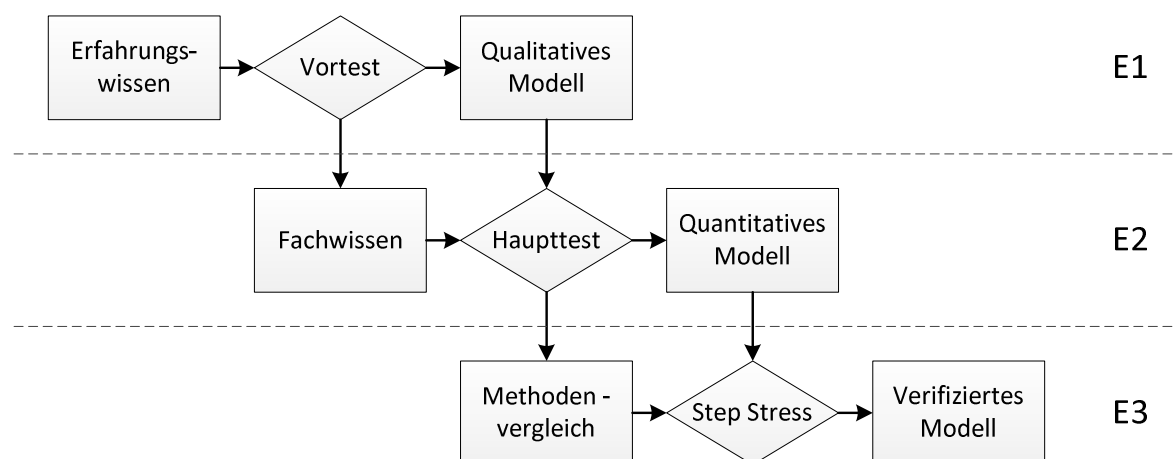 Erfahrungs-
wissen
Vortest
Qualitatives
Modell
E1
Fachwissen
Haupttest
Quantitatives
Modell
E2
Methoden -
vergleich
Step Stress
Verifiziertes
Modell
E3